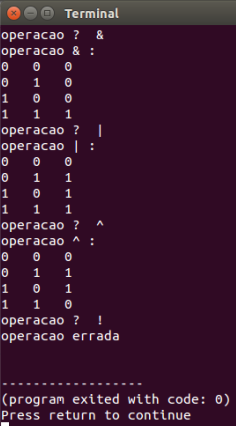 Terminal
operacao ?  &
operacao & :
0   0   0
0   1   0
1   0   0
1   1   1
operacao ?  |
operacao | :
0   0   0
0   1   1
1   0   1
1   1   1
operacao ?  ^
operacao ^ :
0   0   0
0   1   1
1   0   1
1   1   0
operacao ?  !
operacao errada
------------------
(program exited with code: 0)
Press return to continue